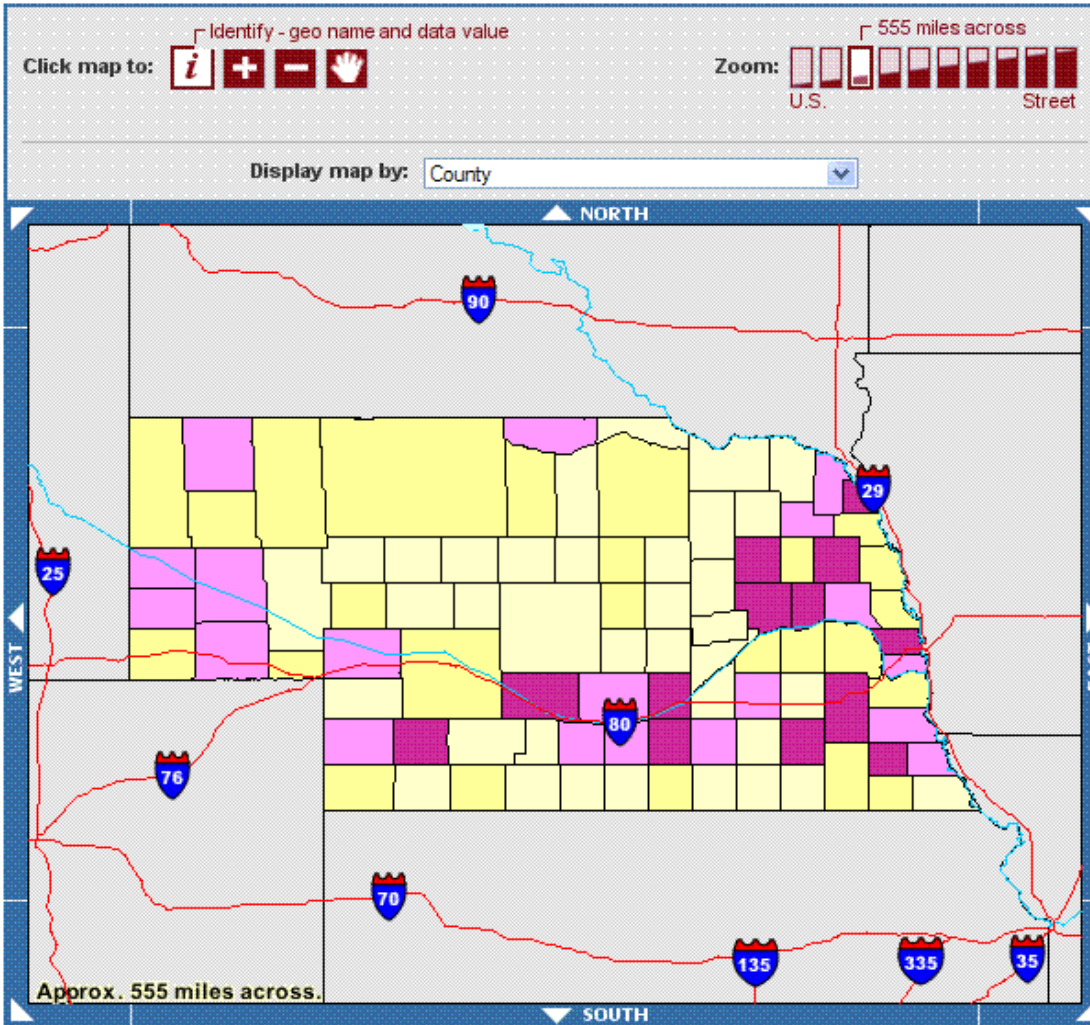 Identify - geo name and data value
555 miles across
Click map to: i + −
Zoom:
U.S. Street
Display map by: County
NORTH
90
29
25
WEST
80
76
70
135 335 35
Approx. 555 miles across.
SOUTH